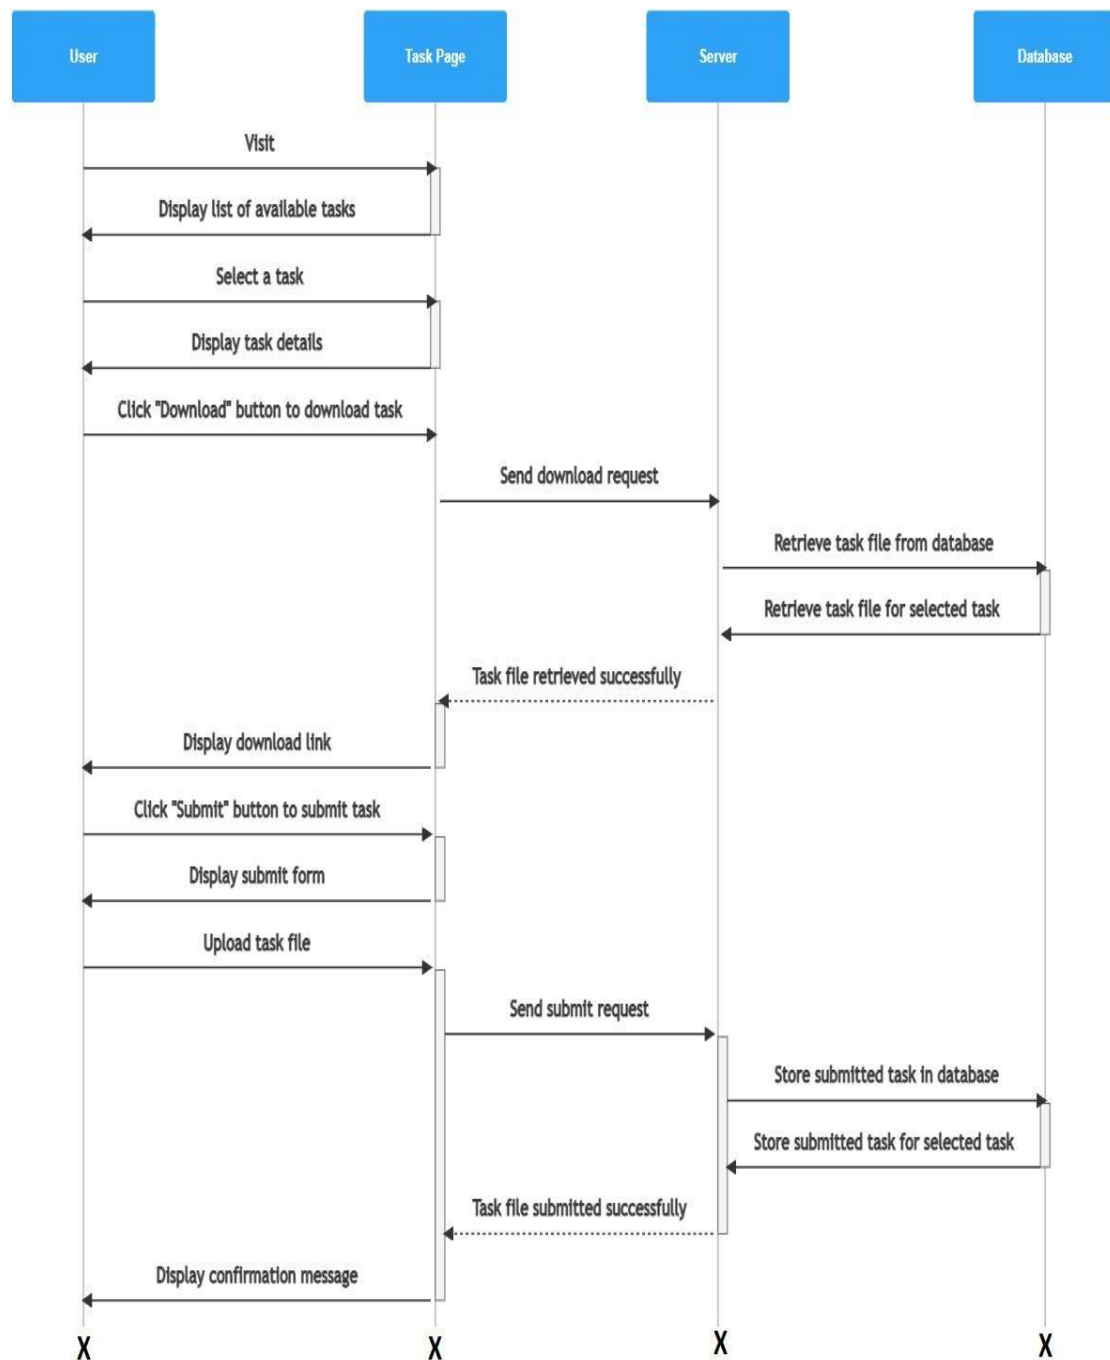 User
Task Page
Server
Database
Visit
Display list of available tasks
Select a task
Display task details
Click "Download" button to download task
Send download request
Retrieve task file from database
Retrieve task file for selected task
Task file retrieved successfully
Display download link
Click "Submit" button to submit task
Display submit form
Upload task file
Send submit request
Store submitted task in database
Store submitted task for selected task
Task file submitted successfully
Display confirmation message
X
X
X
X